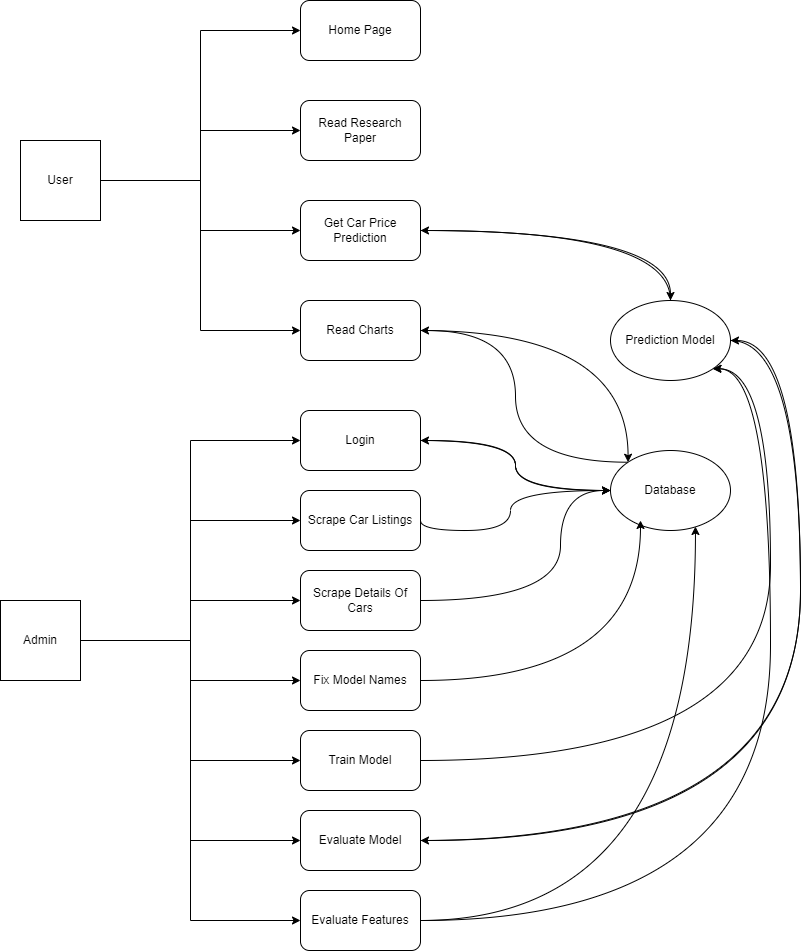 Home Page
Read Research
Paper
User
Get Car Price
Prediction
Read Charts
Prediction Model
Login
Scrape Car Listings
Database
Scrape Details Of
Cars
Admin
Fix Model Names
Train Model
Evaluate Model
Evaluate Features